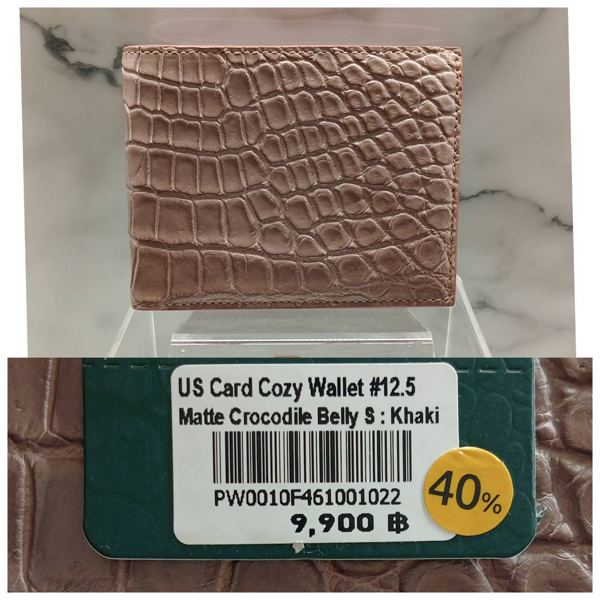 US Card Cozy Wallet #12.5
Matte Crocodile Belly S : Khaki
PW0010F461001022
9,900 ฿
40%